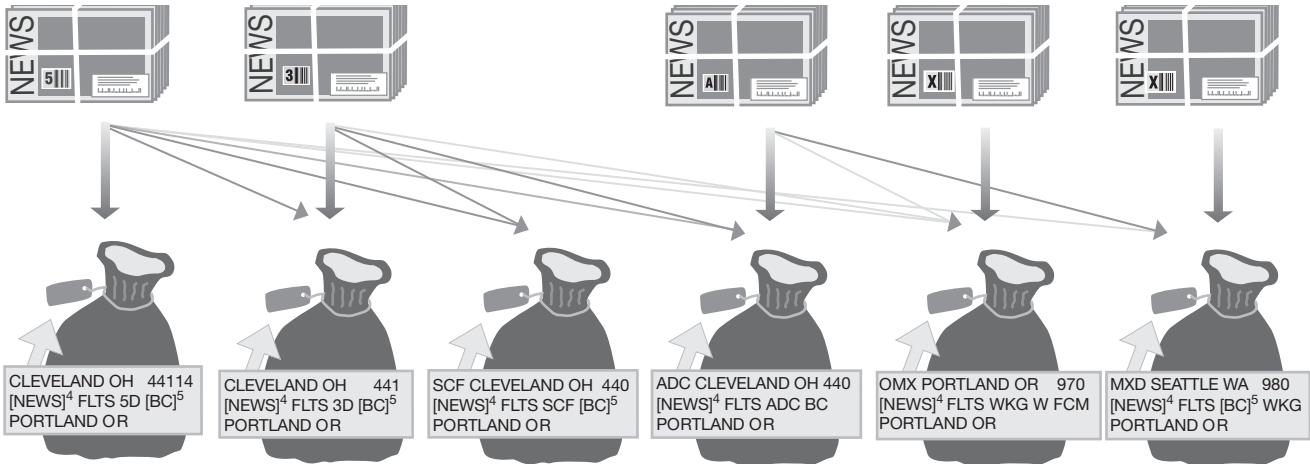 NEWS 5
NEWS 3
NEWS A
NEWS X
NEWS X
CLEVELAND OH 44114
[NEWS]⁴ FLTS 5D [BC]⁵
PORTLAND OR
CLEVELAND OH 441
[NEWS]⁴ FLTS 3D [BC]⁵
PORTLAND OR
SCF CLEVELAND OH 440
[NEWS]⁴ FLTS SCF [BC]⁵
PORTLAND OR
ADC CLEVELAND OH 440
[NEWS]⁴ FLTS ADC BC
PORTLAND OR
OMX PORTLAND OR 970
[NEWS]⁴ FLTS WKG W FCM
PORTLAND OR
MXD SEATTLE WA 980
[NEWS]⁴ FLTS [BC]⁵ WKG
PORTLAND OR